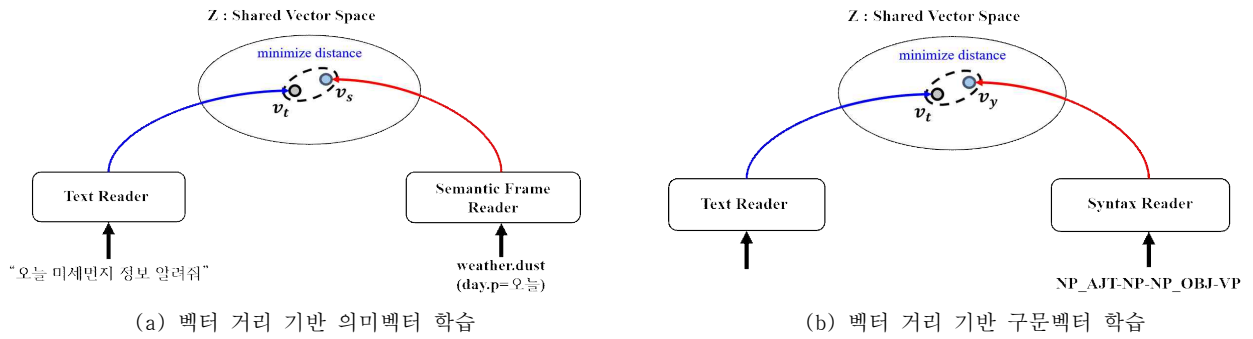 Z : Shared Vector Space
minimize distance
v_t
v_s
Text Reader
Semantic Frame
Reader
“오늘 미세먼지 정보 알려줘”
weather.dust
(day.p=오늘)
(a) 벡터 거리 기반 의미벡터 학습
Z : Shared Vector Space
minimize distance
v_t
v_y
Text Reader
Syntax Reader
NP_AJT-NP-NP_OBJ-VP
(b) 벡터 거리 기반 구문벡터 학습